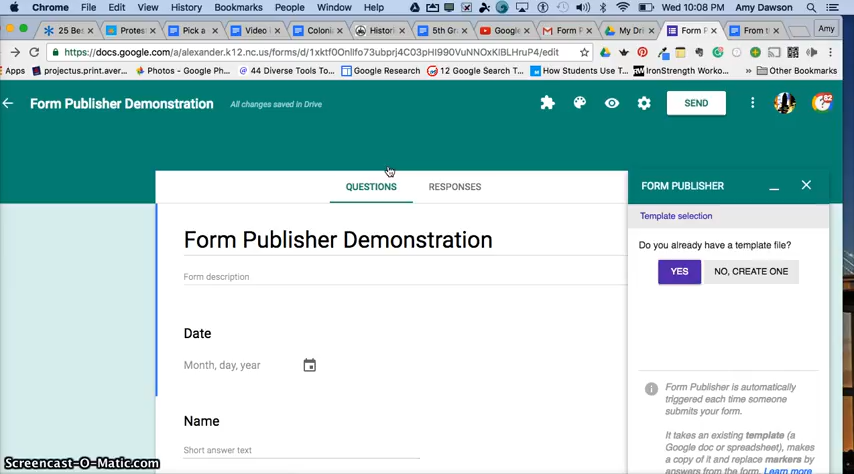 Chrome File Edit View History Bookmarks People Window Help Wed 10:08 PM Amy Dawson
25 Bes Protest Pick a Video Coloni Histori 5th Gra Google Form P My Dri Form P From t Amy
https://docs.google.com/a/alexander.k12.nc.us/forms/d/1xktf0OnlIfo73ubprj4C03pHl990VuNNOxKIBLHruP4/edit
Apps projectus.print.aver... Photos - Google Ph... 44 Diverse Tools To... Google Research 12 Google Search T... How Students Use T... IronStrength Worko... » Other Bookmarks
Form Publisher Demonstration All changes saved in Drive SEND
QUESTIONS RESPONSES
FORM PUBLISHER
Template selection
Form Publisher Demonstration
Do you already have a template file?
YES NO, CREATE ONE
Form description
Date
Month, day, year
Form Publisher is automatically
triggered each time someone
submits your form.
Name
It takes an existing template (a
Google doc or spreadsheet), makes
Short answer text
a copy of it and replace markers by
answers from the form. Learn more
Screencast-O-Matic.com